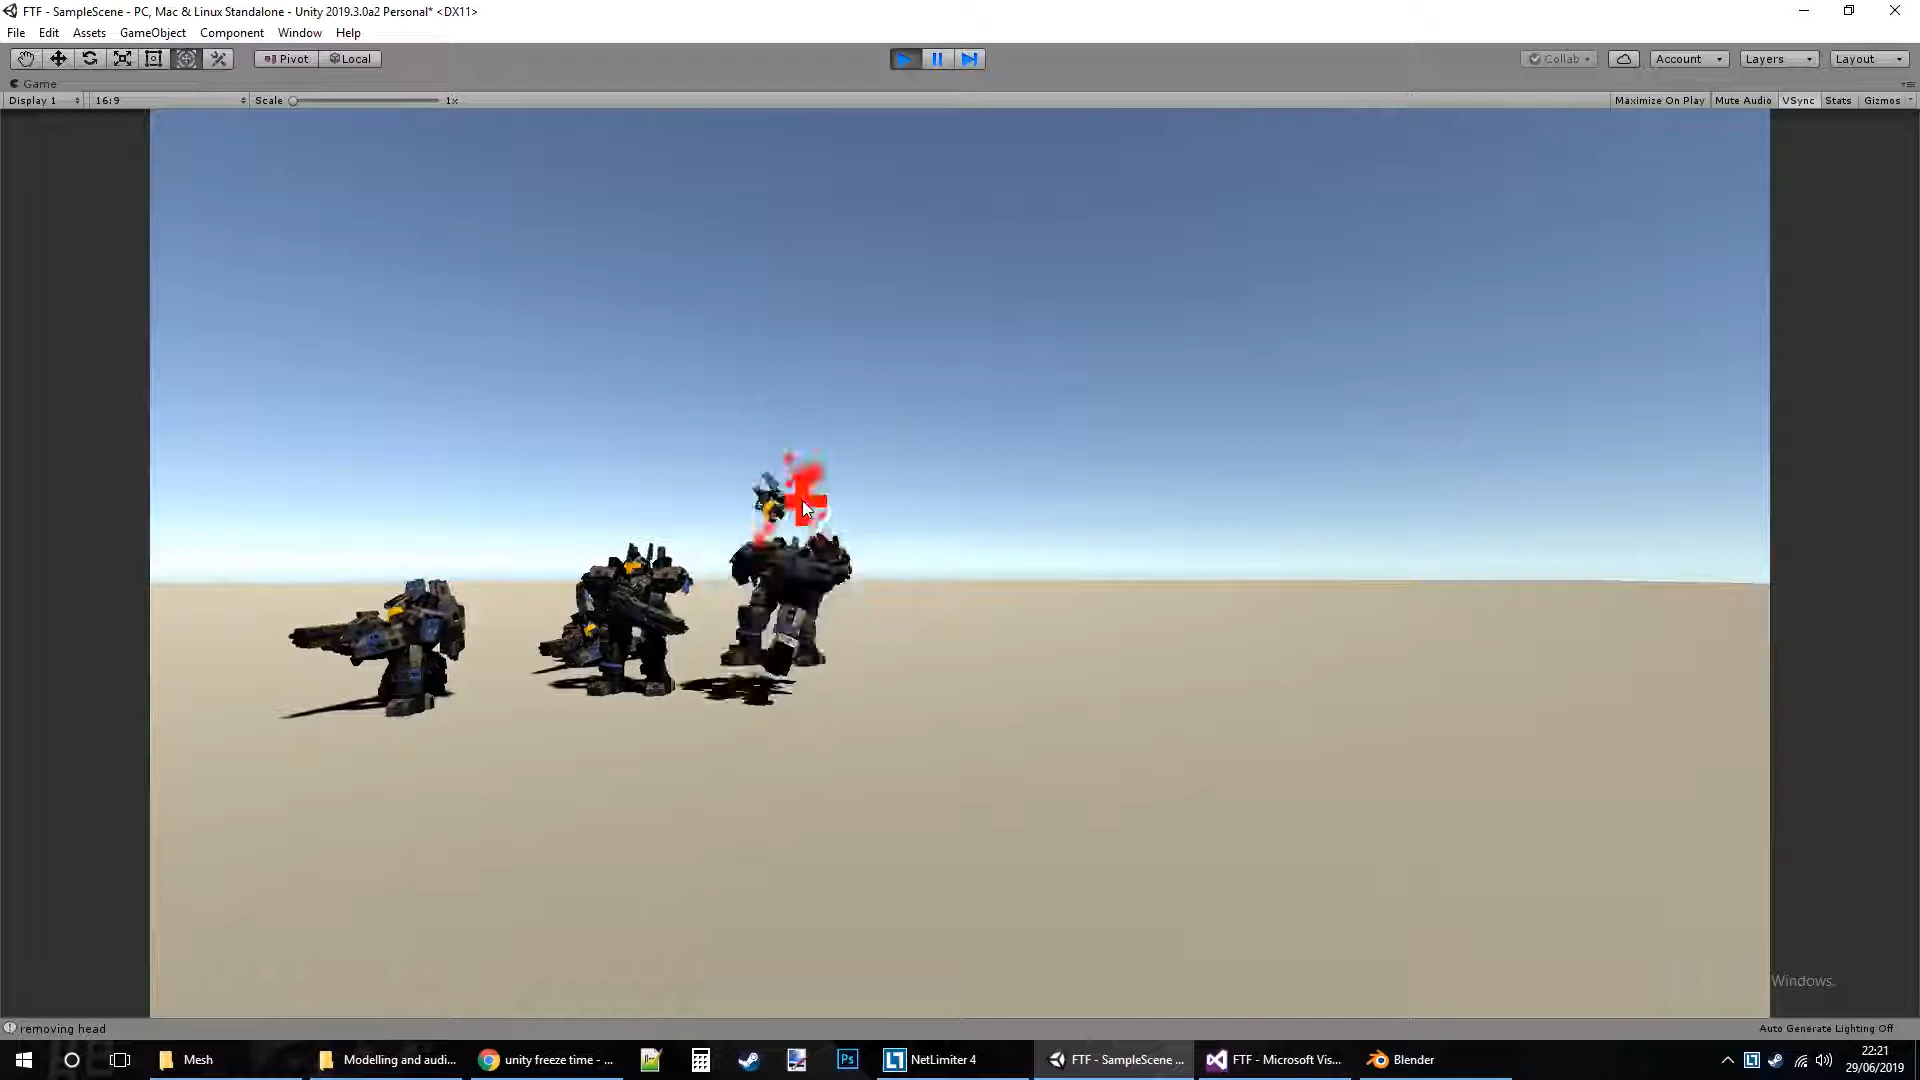 FTF - SampleScene - PC, Mac & Linux Standalone - Unity 2019.3.0a2 Personal* <DX11>
File Edit Assets GameObject Component Window Help
Pivot Local Collab Account Layers Layout
Game
Display 1 16:9 Scale 1x Maximize On Play Mute Audio VSync Stats Gizmos
Windows.
removing head Auto Generate Lighting Off
Mesh Modelling and audi... unity freeze time - ... Ps NetLimiter 4 FTF - SampleScene ... FTF - Microsoft Vis... Blender 22:21
29/06/2019